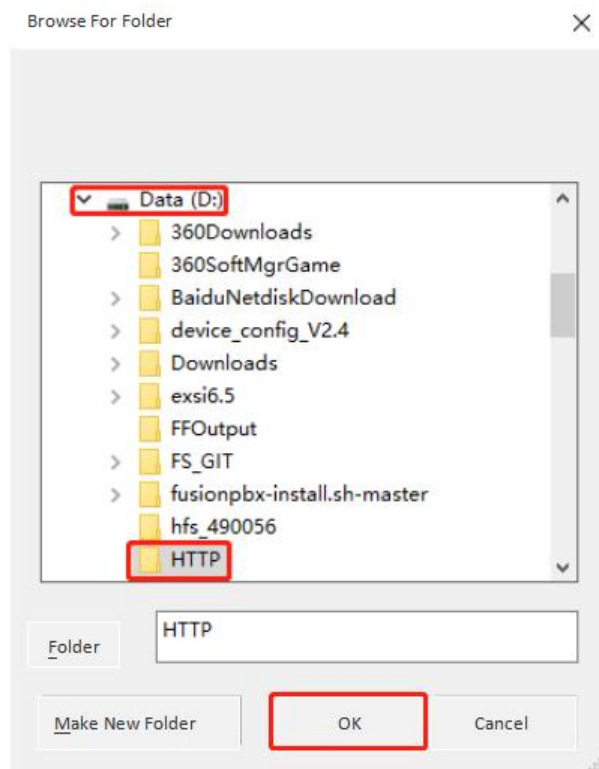 Browse For Folder
Data (D:)
360Downloads
360SoftMgrGame
BaiduNetdiskDownload
device_config_V2.4
Downloads
exsi6.5
FFOutput
FS_GIT
fusionpbx-install.sh-master
hfs_490056
HTTP
Folder
HTTP
Make New Folder
OK
Cancel